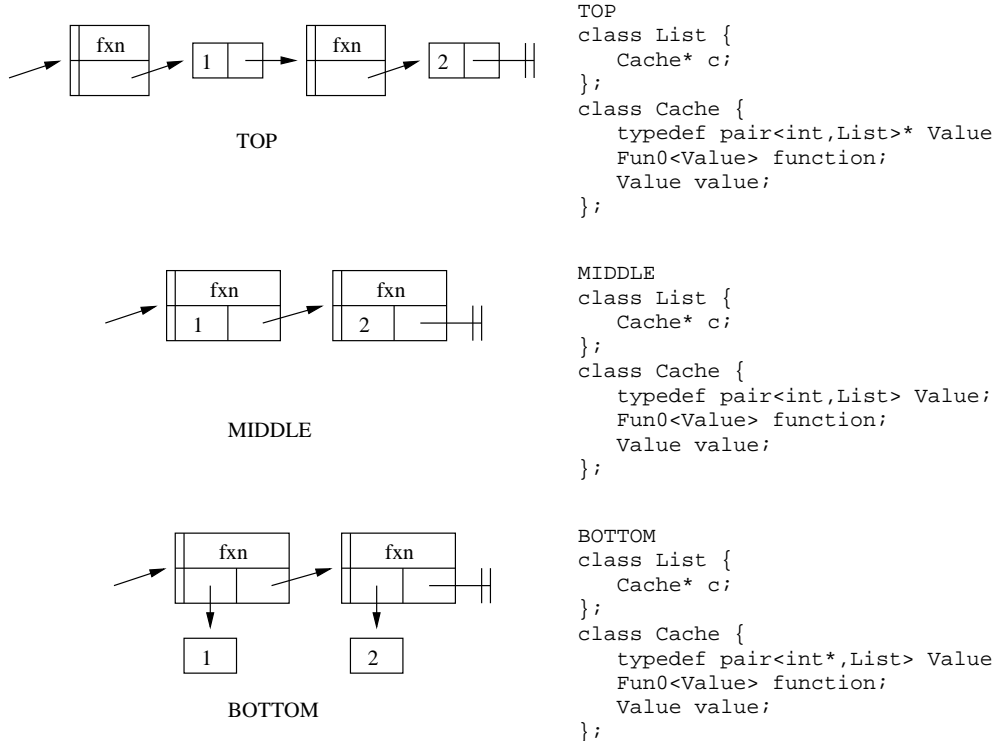 fxn
1
fxn
2
TOP
TOP
class List {
Cache* c;
};
class Cache {
typedef pair<int,List>* Value
Fun0<Value> function;
Value value;
};
fxn
fxn
1
2
MIDDLE
MIDDLE
class List {
Cache* c;
};
class Cache {
typedef pair<int,List> Value;
Fun0<Value> function;
Value value;
};
fxn
fxn
1
2
BOTTOM
BOTTOM
class List {
Cache* c;
};
class Cache {
typedef pair<int*,List> Value
Fun0<Value> function;
Value value;
};